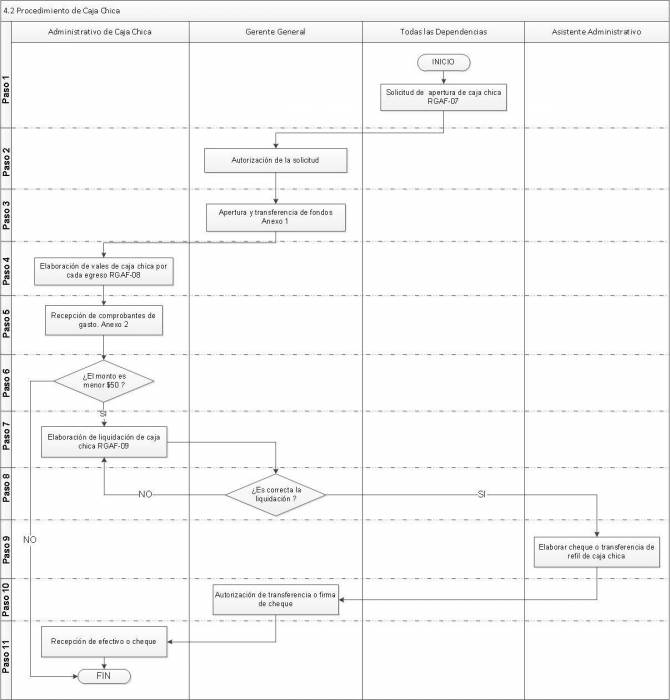 4.2 Procedimiento de Caja Chica
Administrativo de Caja Chica
Gerente General
Todas las Dependencias
Asistente Administrativo
Paso 1
INICIO
Solicitud de apertura de caja chica
RGAF-07
Paso 2
Autorización de la solicitud
Paso 3
Apertura y transferencia de fondos
Anexo 1
Paso 4
Elaboración de vales de caja chica por
cada egreso RGAF-08
Paso 5
Recepción de comprobantes de
gasto. Anexo 2
Paso 6
¿El monto es
menor $50 ?
SI
Paso 7
Elaboración de liquidación de caja
chica RGAF-09
Paso 8
¿Es correcta la
liquidación ?
NO
SI
Paso 9
NO
Elaborar cheque o transferencia de
refil de caja chica
Paso 10
Autorización de transferencia o firma
de cheque
Paso 11
Recepción de efectivo o cheque
FIN